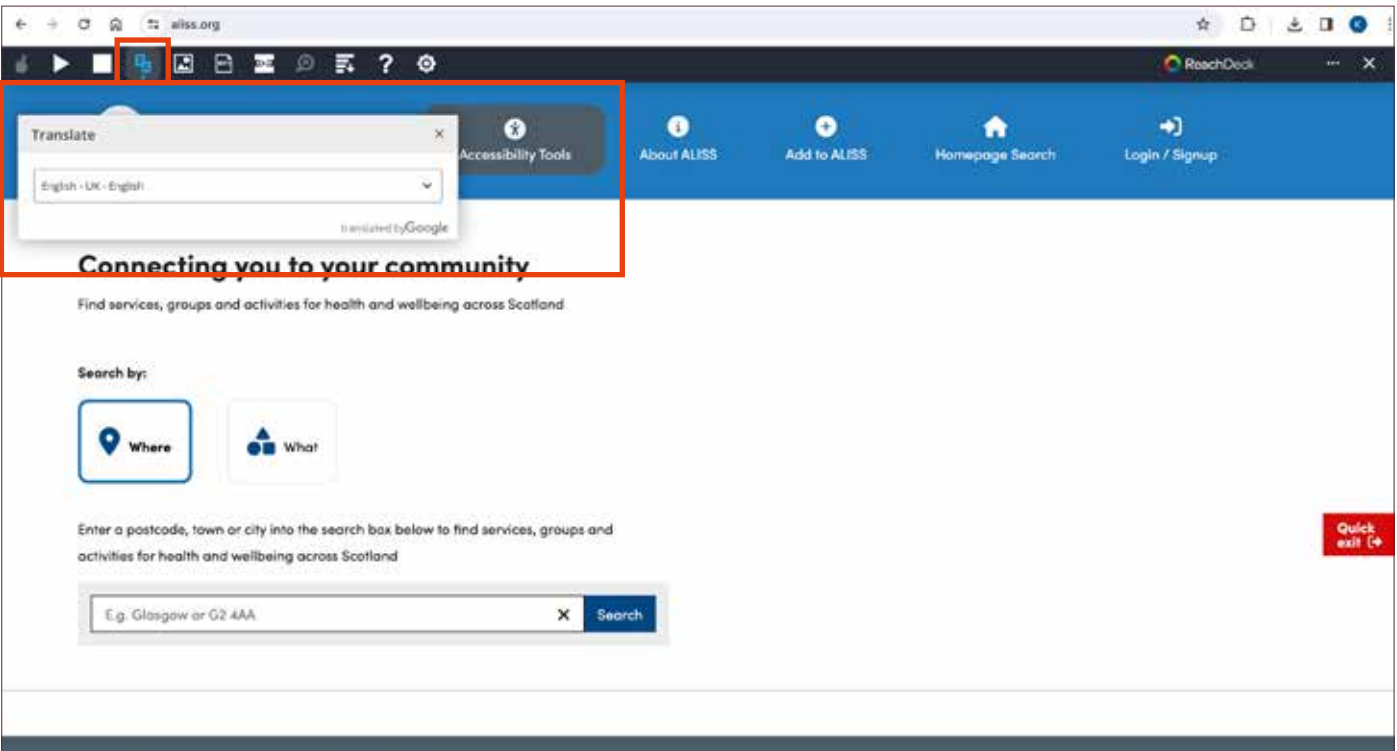 aliss.org
? ReachDeck
Translate
English - UK - English
translated by Google
Accessibility Tools
About ALISS
Add to ALISS
Homepage Search
Login / Signup
Connecting you to your community
Find services, groups and activities for health and wellbeing across Scotland
Search by:
Where
What
Enter a postcode, town or city into the search box below to find services, groups and
activities for health and wellbeing across Scotland
E.g. Glasgow or G2 4AA
Search
Quick
exit